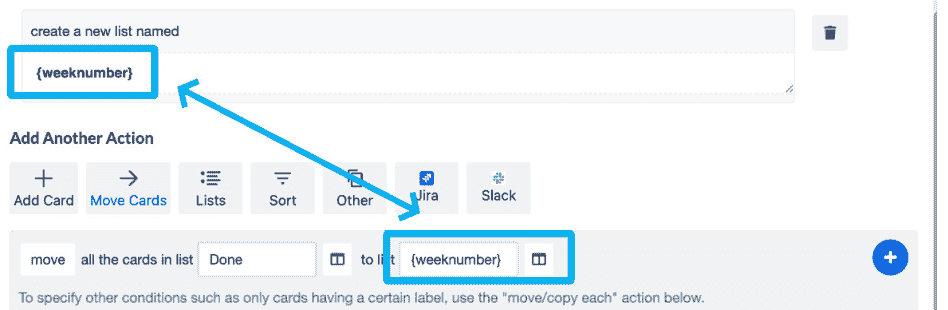 create a new list named
{weeknumber}
Add Another Action
Add Card Move Cards Lists Sort Other Jira Slack
move all the cards in list Done to list {weeknumber}
To specify other conditions such as only cards having a certain label, use the "move/copy each" action below.